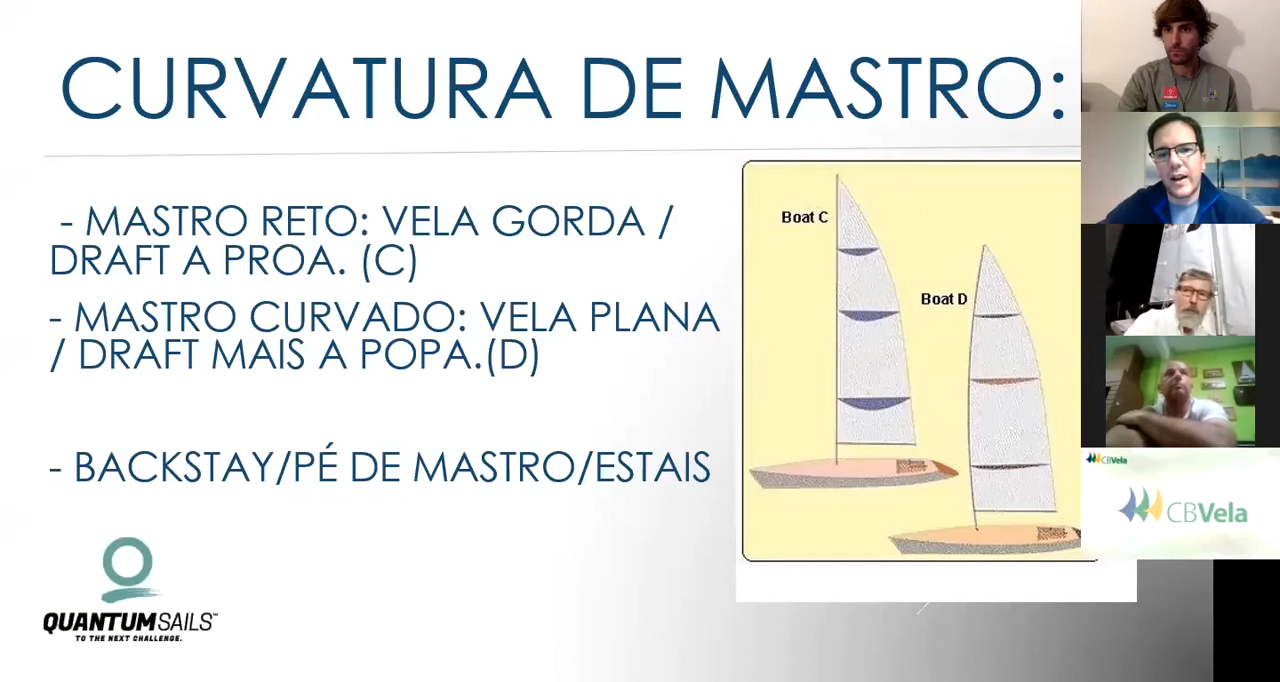 CURVATURA DE MASTRO:
- MASTRO RETO: VELA GORDA /
DRAFT A PROA. (C)
- MASTRO CURVADO: VELA PLANA
/ DRAFT MAIS A POPA.(D)
- BACKSTAY/PÉ DE MASTRO/ESTAIS
Boat C
Boat D
QUANTUMSAILS™
TO THE NEXT CHALLENGE.
CBVela
CBVela